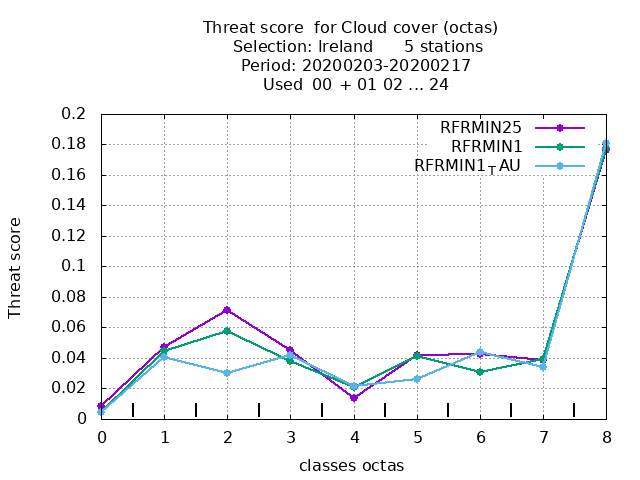 Threat score  for Cloud cover (octas)
Selection: Ireland      5 stations
Period: 20200203-20200217
Used  00 + 01 02 ... 24
0.2
0.18
0.16
0.14
0.12
0.1
0.08
0.06
0.04
0.02
0
Threat score
RFRMIN25
RFRMIN1
RFRMIN1TAU
0 1 2 3 4 5 6 7 8
classes octas